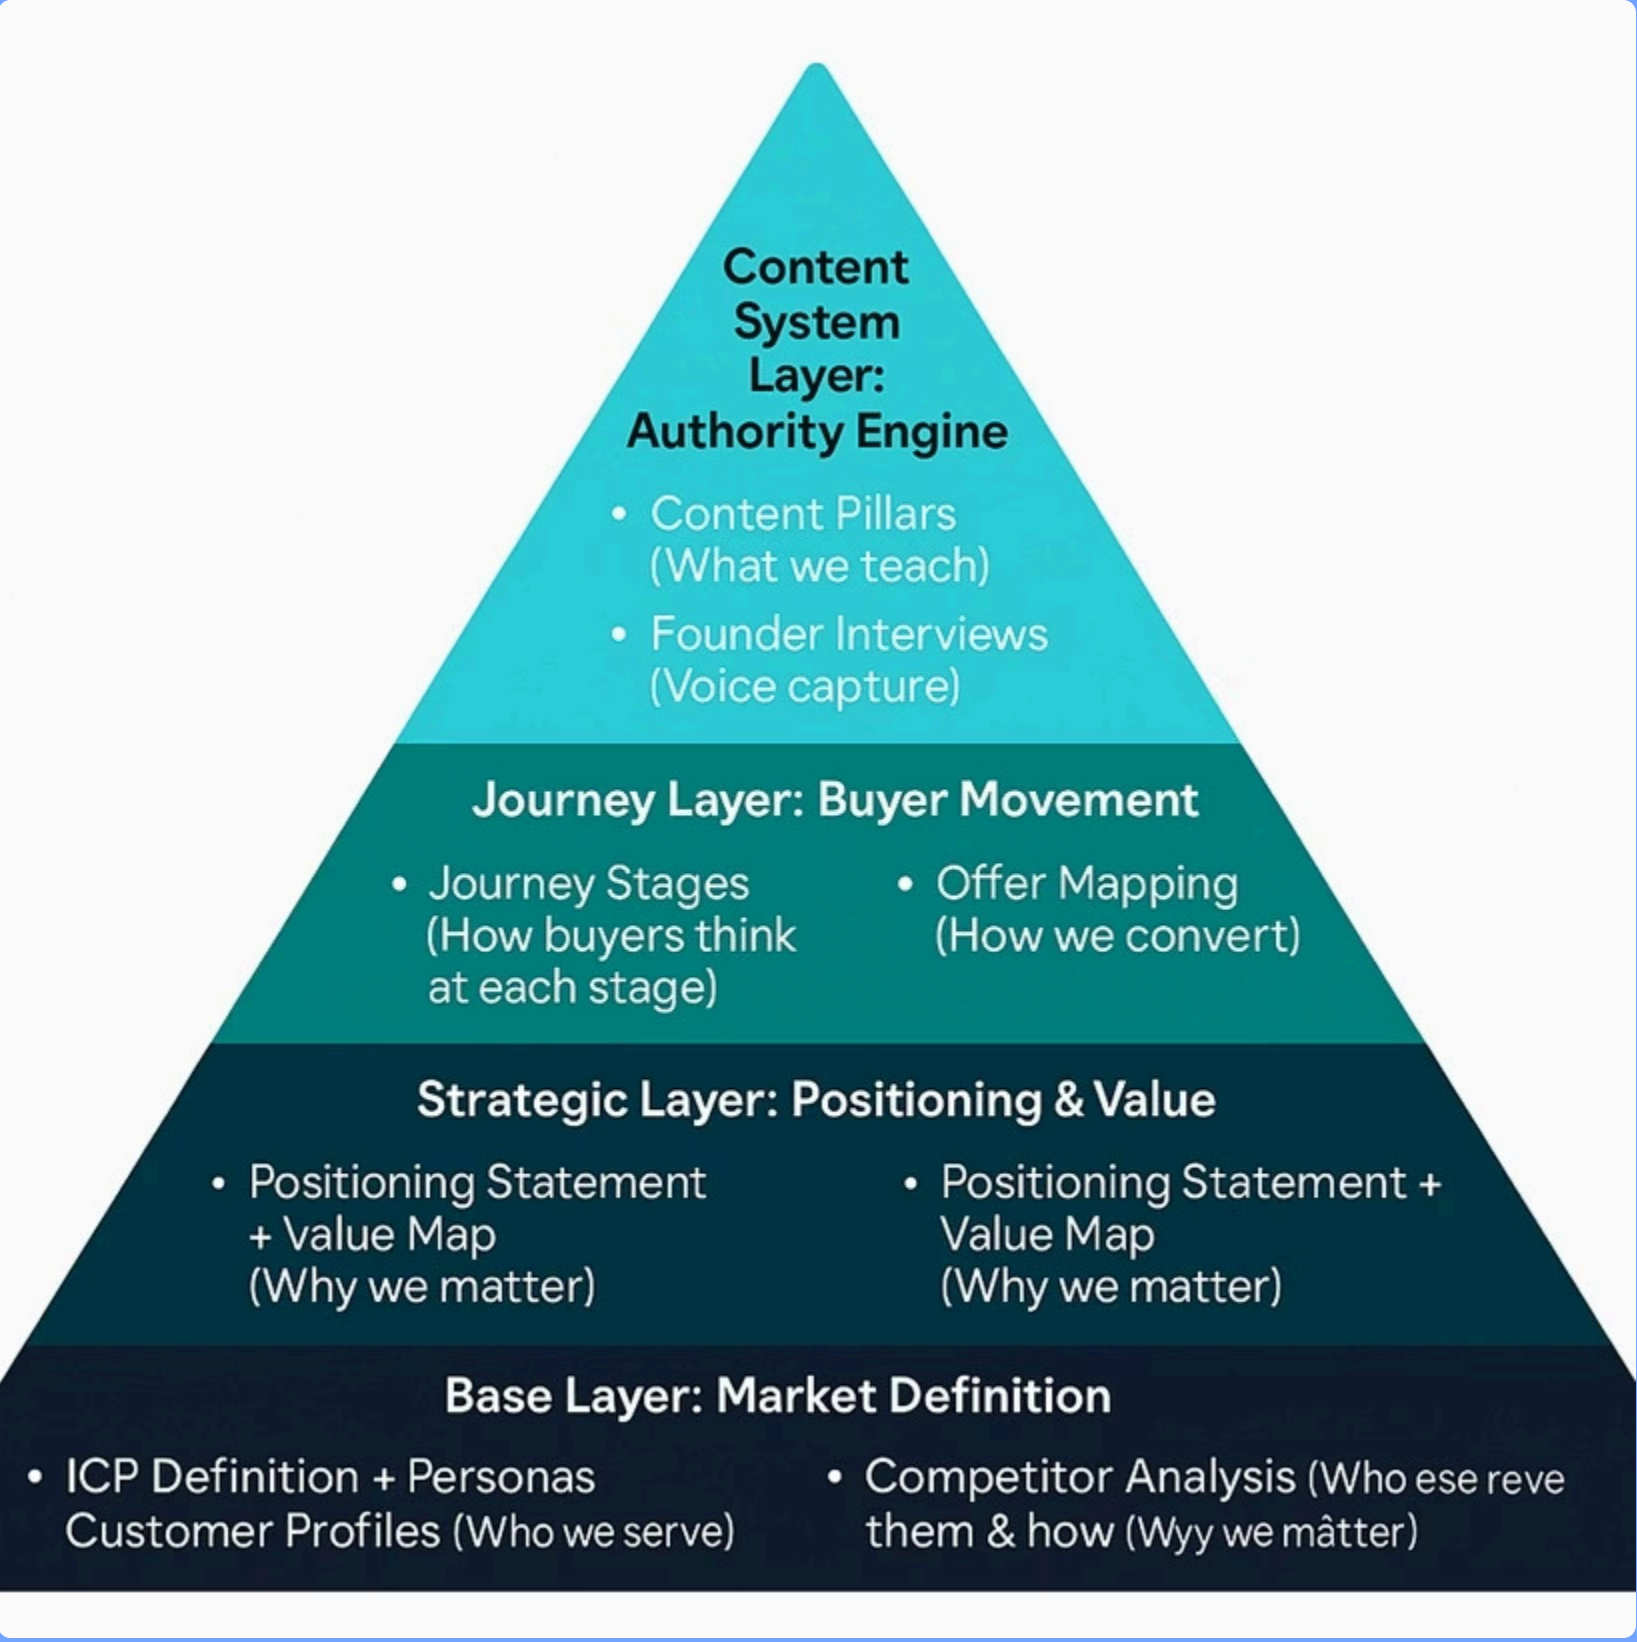 Content
System
Layer:
Authority Engine
• Content Pillars
(What we teach)
• Founder Interviews
(Voice capture)
Journey Layer: Buyer Movement
• Journey Stages
(How buyers think
at each stage)
• Offer Mapping
(How we convert)
Strategic Layer: Positioning & Value
• Positioning Statement
+ Value Map
(Why we matter)
• Positioning Statement +
Value Map
(Why we matter)
Base Layer: Market Definition
• ICP Definition + Personas
Customer Profiles (Who we serve)
• Competitor Analysis (Who ese reve
them & how (Wyy we mâtter)